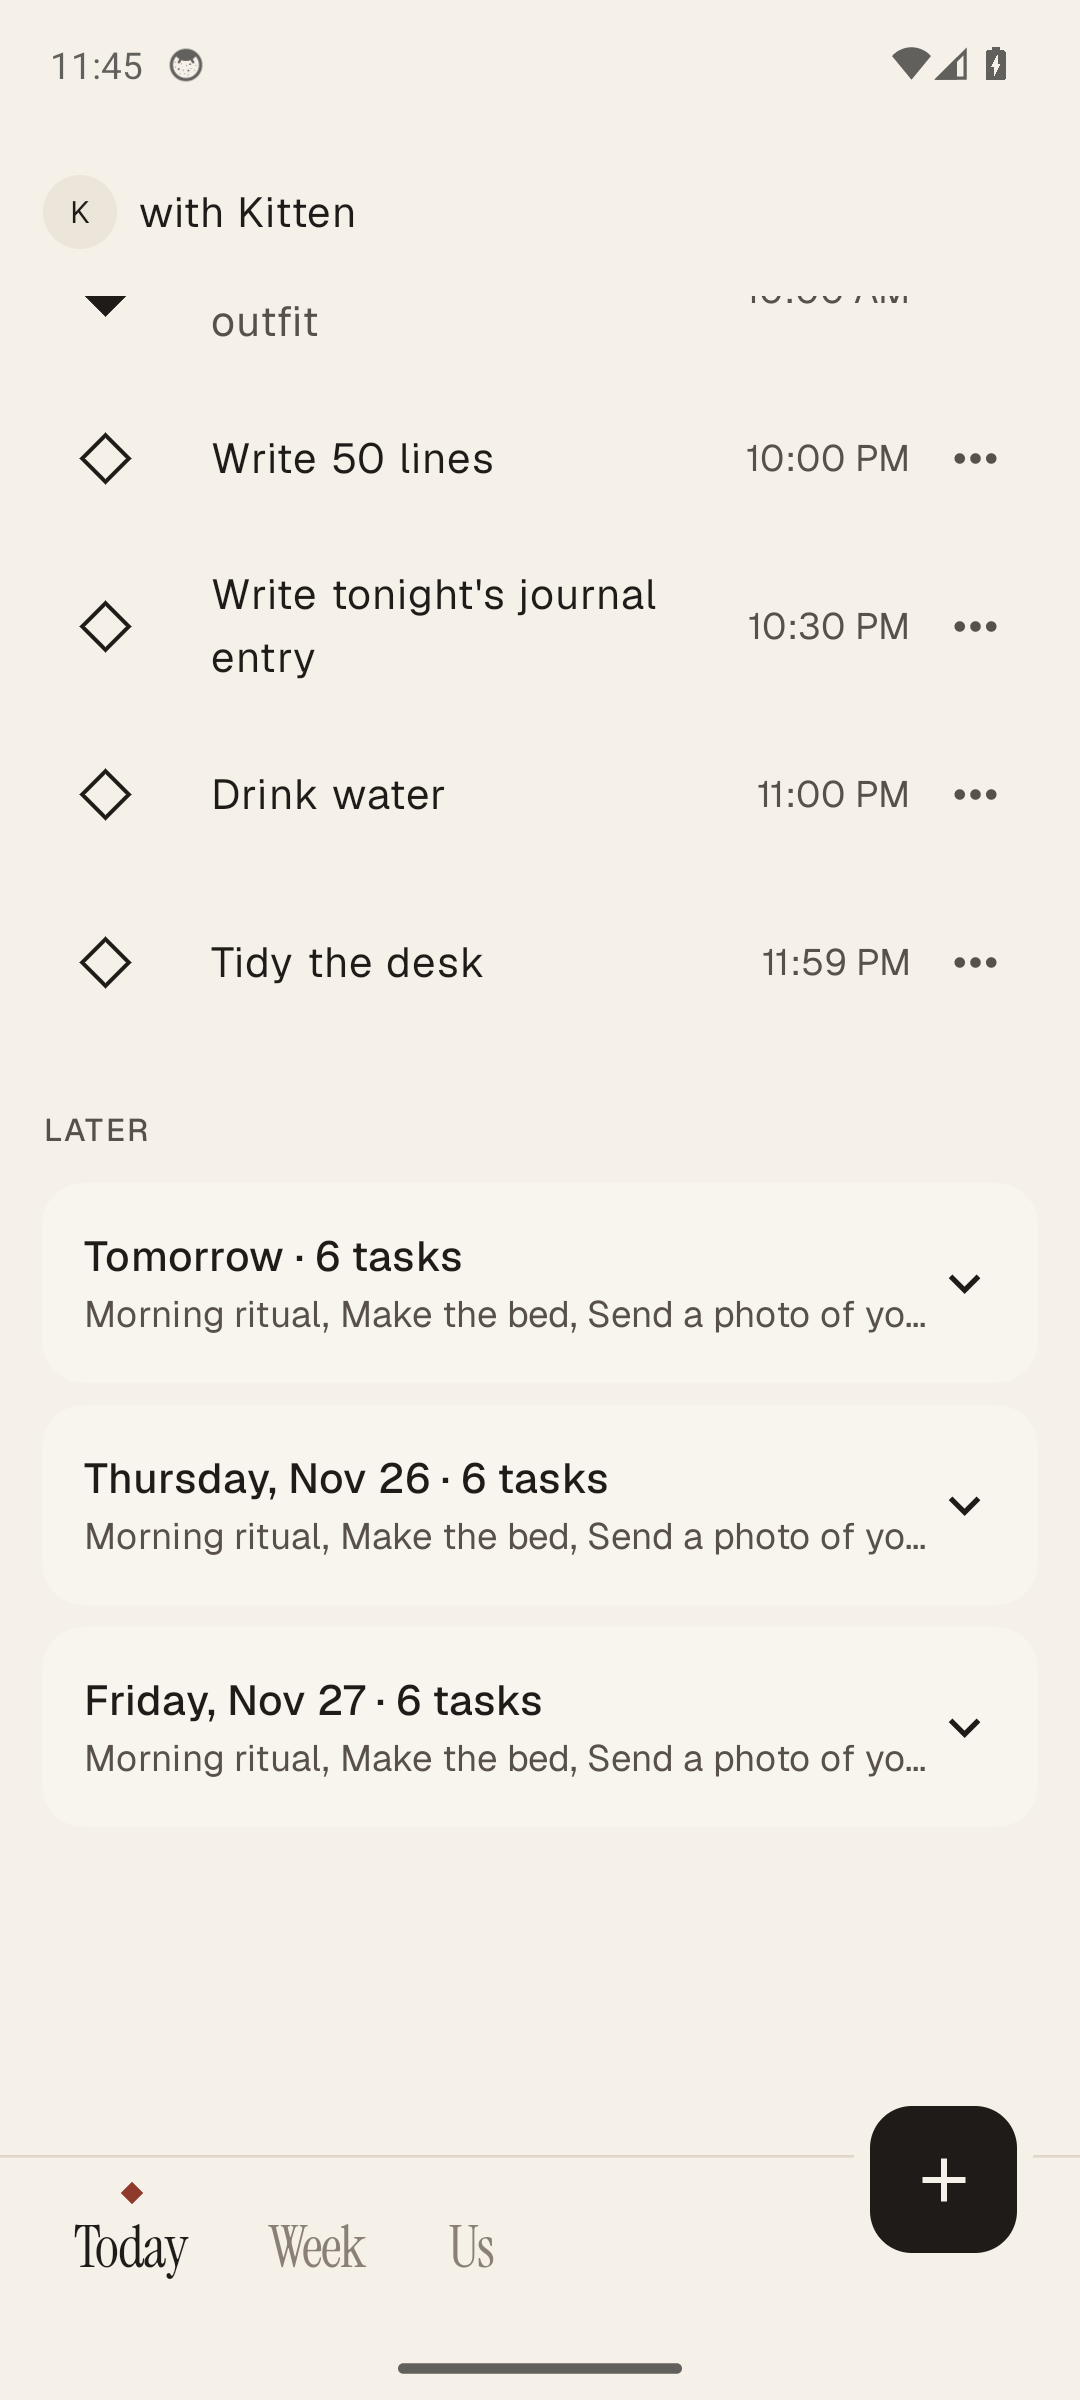 11:45
K
with Kitten
outfit
Write 50 lines
10:00 PM
Write tonight's journal
entry
10:30 PM
Drink water
11:00 PM
Tidy the desk
11:59 PM
LATER
Tomorrow · 6 tasks
Morning ritual, Make the bed, Send a photo of yo...
Thursday, Nov 26 · 6 tasks
Morning ritual, Make the bed, Send a photo of yo...
Friday, Nov 27 · 6 tasks
Morning ritual, Make the bed, Send a photo of yo...
Today
Week
Us